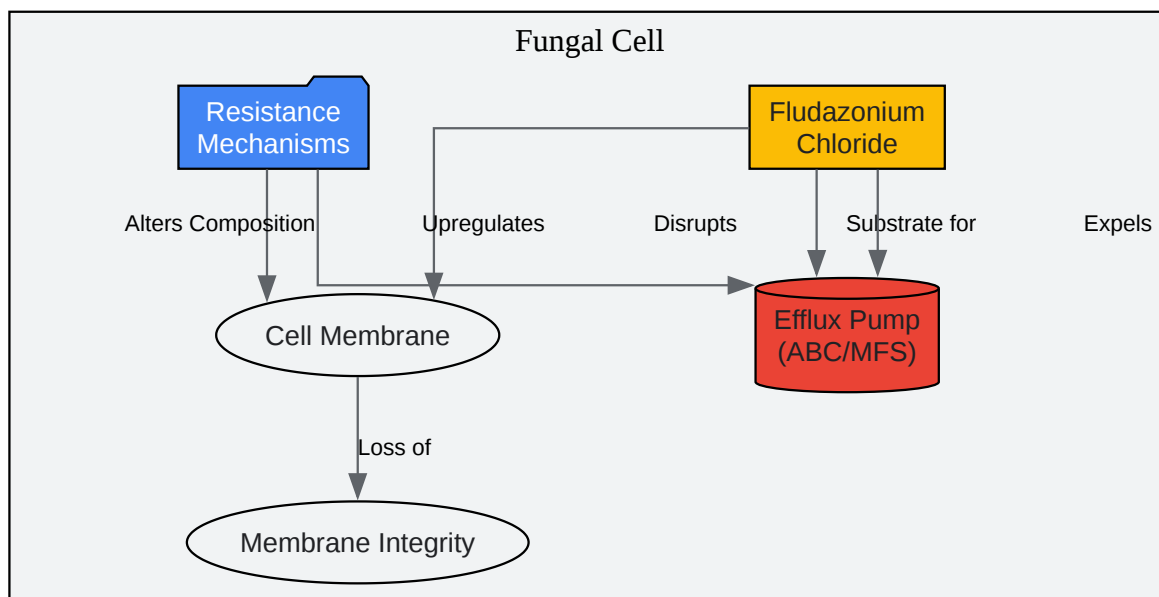 Fungal Cell
Resistance
Mechanisms
Fludazonium
Chloride
Alters Composition
Upregulates
Disrupts
Substrate for
Expels
Cell Membrane
Efflux Pump
(ABC/MFS)
Loss of
Membrane Integrity